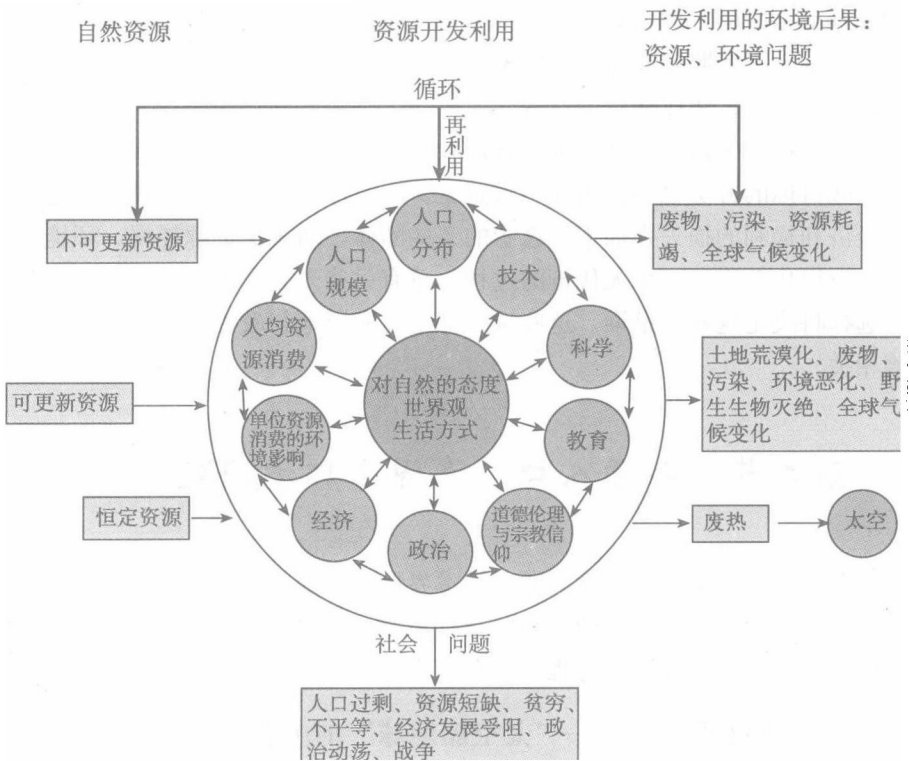 自然资源
资源开发利用
开发利用的环境后果：
资源、环境问题
循环
再利用
不可更新资源
可更新资源
恒定资源
人口
分布
人口
规模
技术
人均资
源消费
科学
对自然的态度
世界观
生活方式
单位资源
消费的环
境影响
教育
经济
政治
道德伦理
与宗教信
仰
废物、污染、资源耗
竭、全球气候变化
土地荒漠化、废物、
污染、环境恶化、野
生生物灭绝、全球气
候变化
废热
太空
社会
问题
人口过剩、资源短缺、贫穷、
不平等、经济发展受阻、政
治动荡、战争